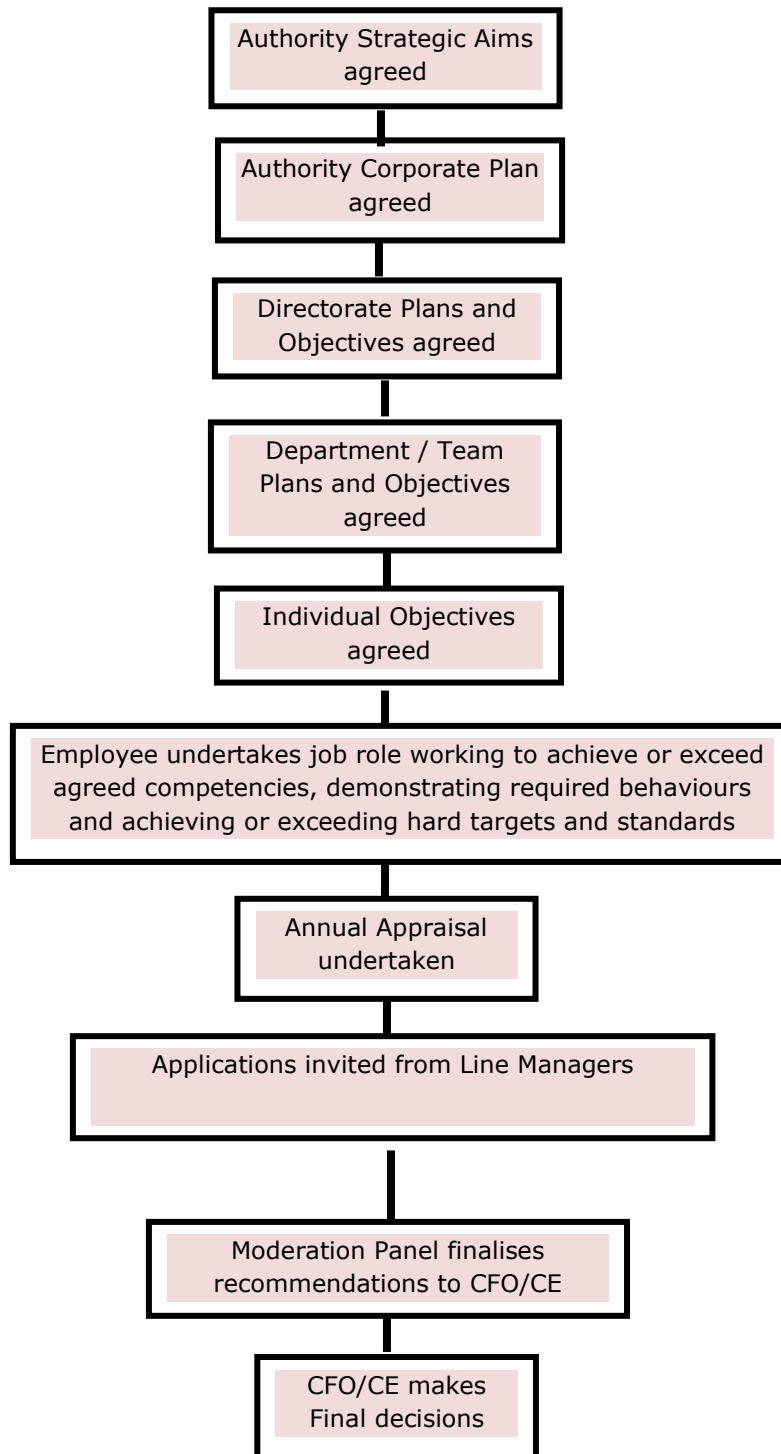 Authority Strategic Aims
agreed
Authority Corporate Plan
agreed
Directorate Plans and
Objectives agreed
Department / Team
Plans and Objectives
agreed
Individual Objectives
agreed
Employee undertakes job role working to achieve or exceed
agreed competencies, demonstrating required behaviours
and achieving or exceeding hard targets and standards
Annual Appraisal
undertaken
Applications invited from Line Managers
Moderation Panel finalises
recommendations to CFO/CE
CFO/CE makes
Final decisions